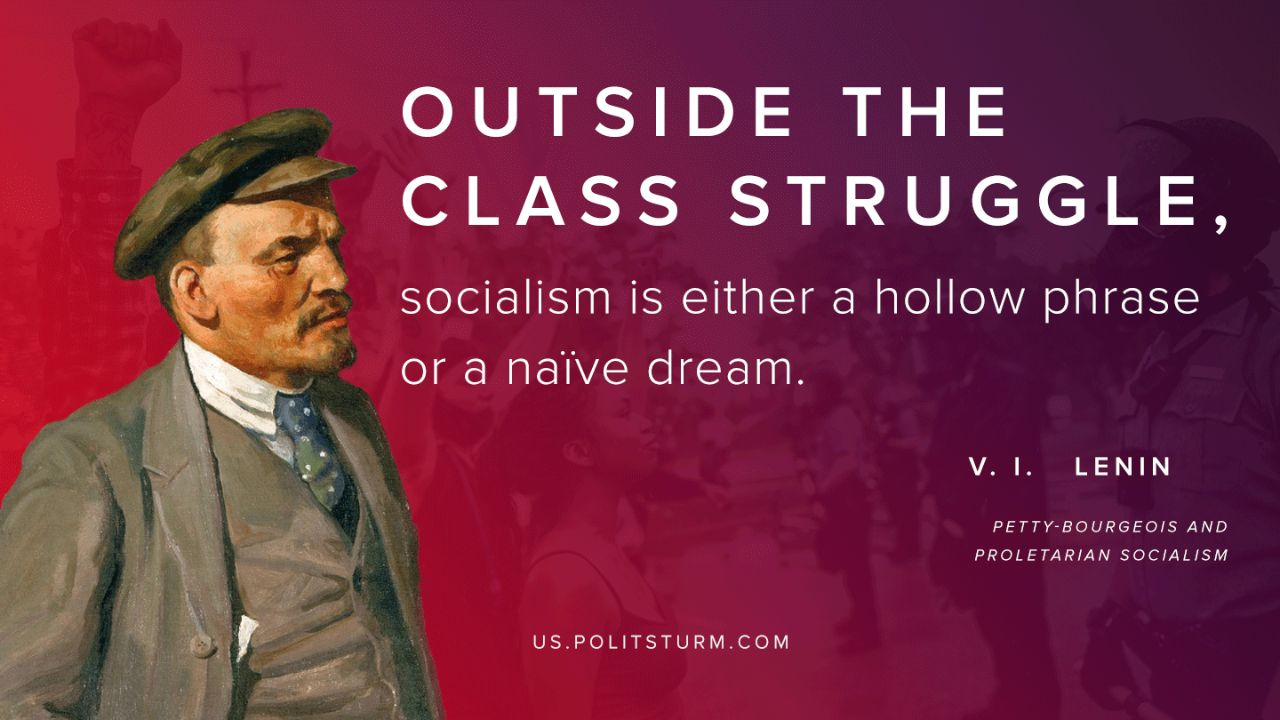 OUTSIDE THE
CLASS STRUGGLE,
socialism is either a hollow phrase
or a naïve dream.
V. I. LENIN
PETTY-BOURGEOIS AND
PROLETARIAN SOCIALISM
US.POLITSTURM.COM